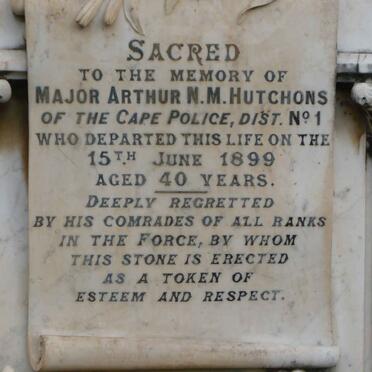 SACRED
TO THE MEMORY OF
MAJOR ARTHUR N.M. HUTCHONS
OF THE CAPE POLICE, DIST. Nº 1
WHO DEPARTED THIS LIFE ON THE
15TH JUNE 1899
AGED 40 YEARS.
DEEPLY REGRETTED
BY HIS COMRADES OF ALL RANKS
IN THE FORCE, BY WHOM
THIS STONE IS ERECTED
AS A TOKEN OF
ESTEEM AND RESPECT.